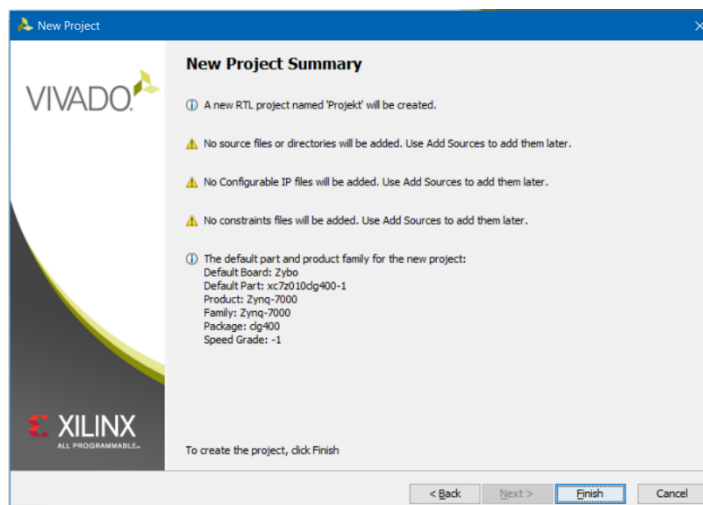 New Project
VIVADO.
New Project Summary
A new RTL project named 'Projekt' will be created.
No source files or directories will be added. Use Add Sources to add them later.
No Configurable IP files will be added. Use Add Sources to add them later.
No constraints files will be added. Use Add Sources to add them later.
The default part and product family for the new project:
Default Board: Zybo
Default Part: xc7z010clg400-1
Product: Zynq-7000
Family: Zynq-7000
Package: clg400
Speed Grade: -1
XILINX
ALL PROGRAMMABLE™
To create the project, click Finish
< Back Next > Finish Cancel